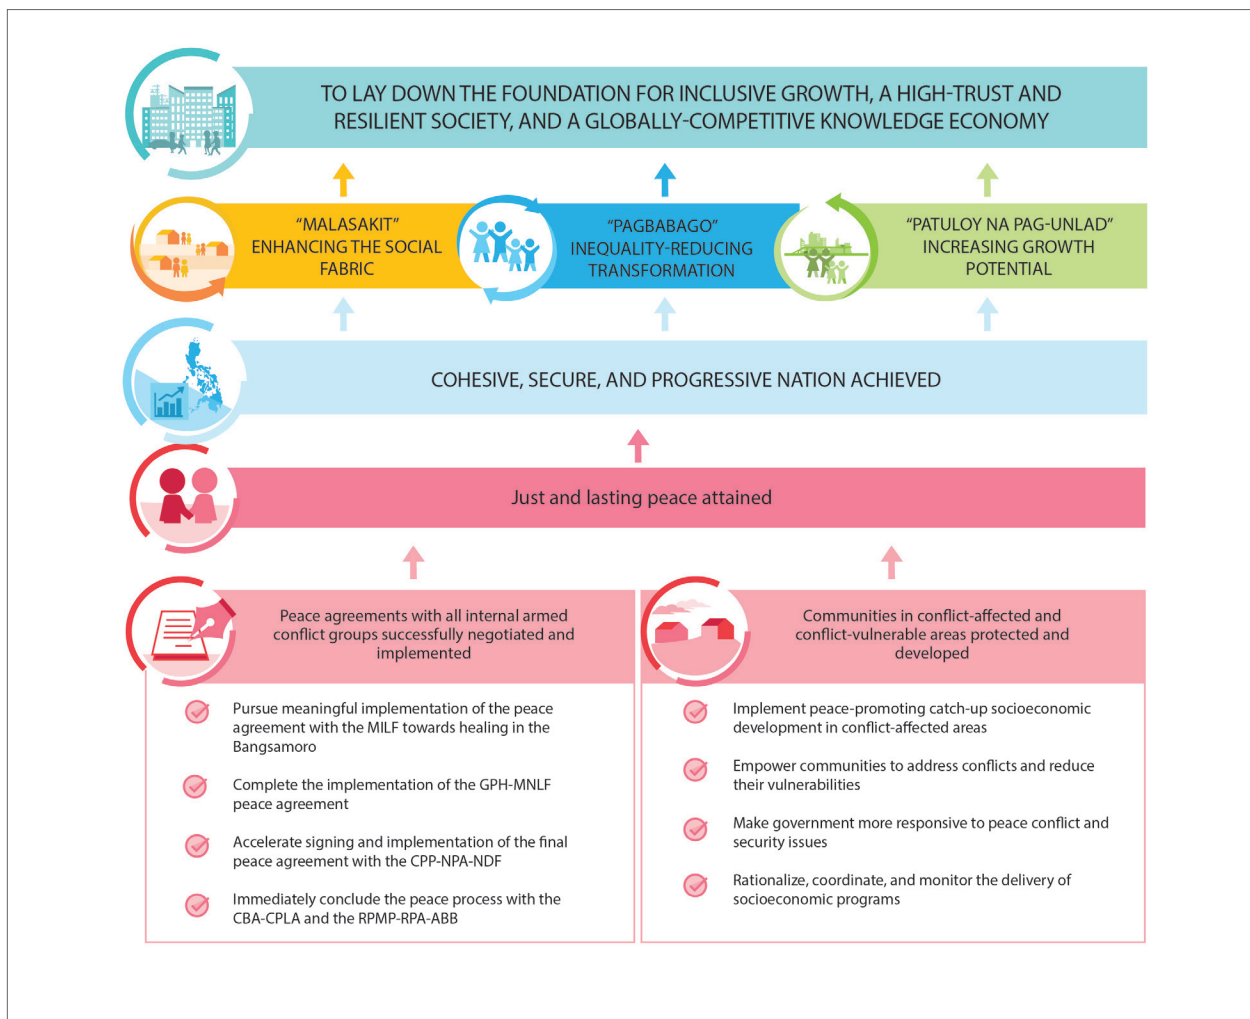 TO LAY DOWN THE FOUNDATION FOR INCLUSIVE GROWTH, A HIGH-TRUST AND
RESILIENT SOCIETY, AND A GLOBALLY-COMPETITIVE KNOWLEDGE ECONOMY
“MALASAKIT”
ENHANCING THE SOCIAL
FABRIC
“PAGBABAGO”
INEQUALITY-REDUCING
TRANSFORMATION
“PATULOY NA PAG-UNLAD”
INCREASING GROWTH
POTENTIAL
COHESIVE, SECURE, AND PROGRESSIVE NATION ACHIEVED
Just and lasting peace attained
Peace agreements with all internal armed
conflict groups successfully negotiated and
implemented
Pursue meaningful implementation of the peace
agreement with the MILF towards healing in the
Bangsamoro
Complete the implementation of the GPH-MNLF
peace agreement
Accelerate signing and implementation of the final
peace agreement with the CPP-NPA-NDF
Immediately conclude the peace process with the
CBA-CPLA and the RPMP-RPA-ABB
Communities in conflict-affected and
conflict-vulnerable areas protected and
developed
Implement peace-promoting catch-up socioeconomic
development in conflict-affected areas
Empower communities to address conflicts and reduce
their vulnerabilities
Make government more responsive to peace conflict and
security issues
Rationalize, coordinate, and monitor the delivery of
socioeconomic programs